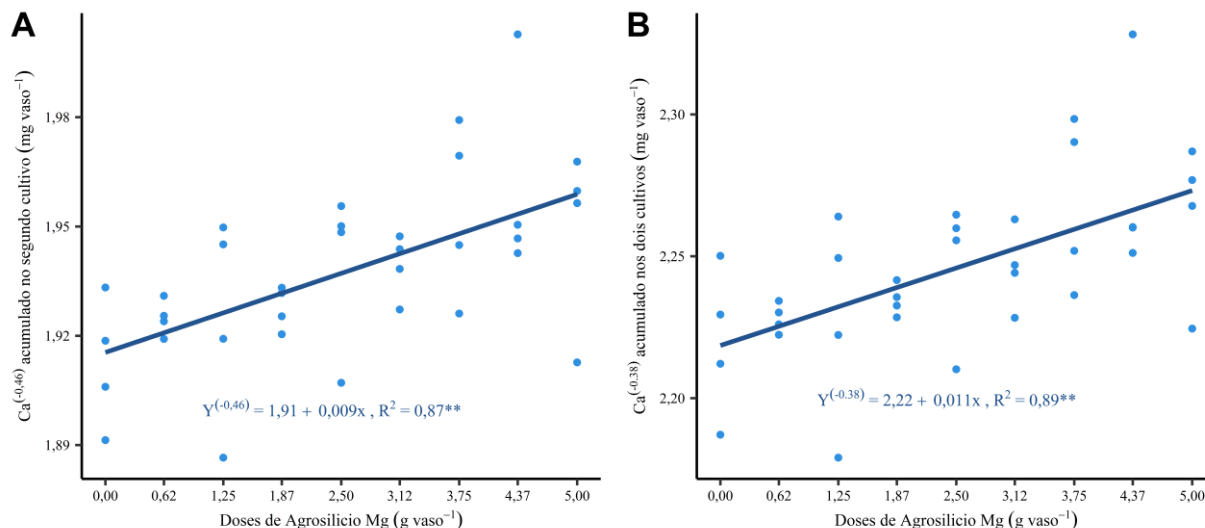 A
Ca⁽⁻⁰,⁴⁶⁾ acumulado no segundo cultivo (mg vaso⁻¹)
1,98
1,95
1,92
1,89
Y⁽⁻⁰,⁴⁶⁾ = 1,91 + 0,009x , R² = 0,87**
0,00 0,62 1,25 1,87 2,50 3,12 3,75 4,37 5,00
Doses de Agrosilicio Mg (g vaso⁻¹)
B
Ca⁽⁻⁰·³⁸⁾ acumulado nos dois cultivos (mg vaso⁻¹)
2,30
2,25
2,20
Y⁽⁻⁰·³⁸⁾ = 2,22 + 0,011x , R² = 0,89**
0,00 0,62 1,25 1,87 2,50 3,12 3,75 4,37 5,00
Doses de Agrosilicio Mg (g vaso⁻¹)